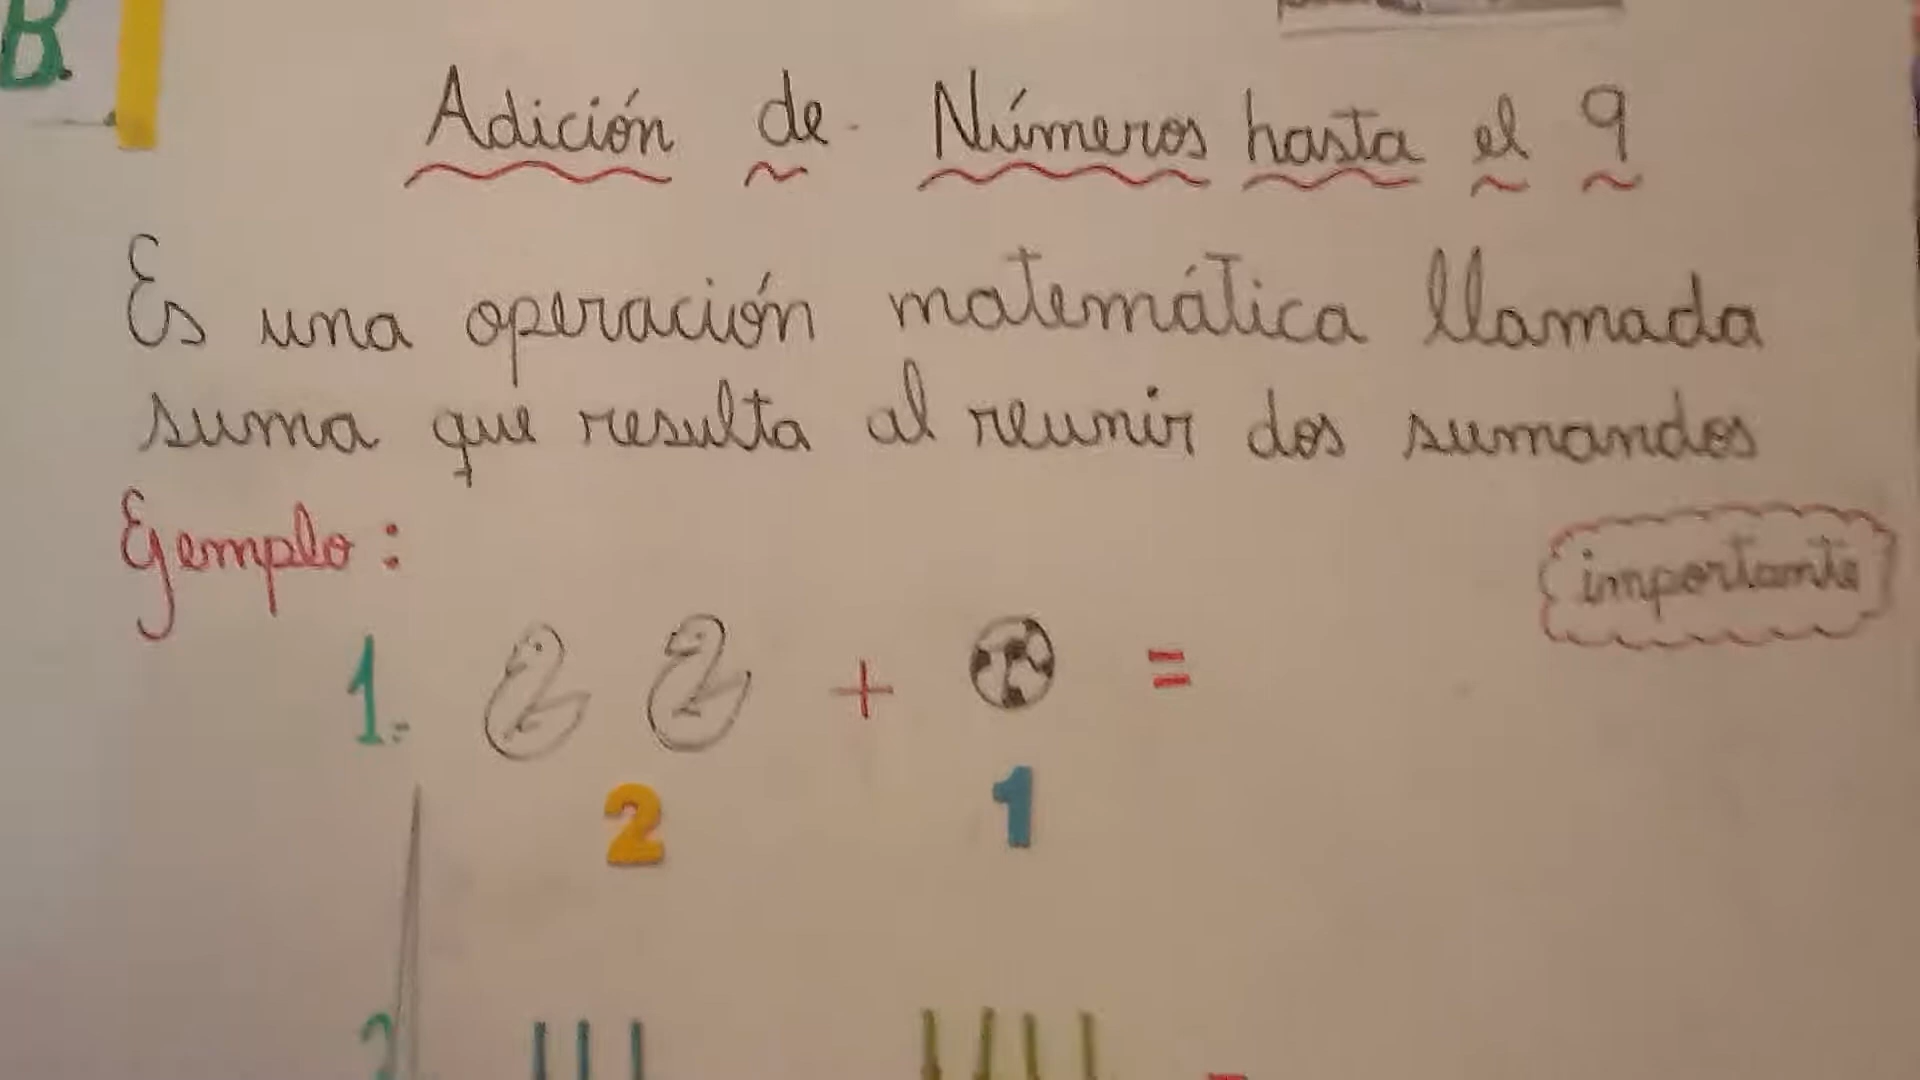 B.
Adición de Números hasta el 9
Es una operación matemática llamada
suma que resulta al reunir dos sumandos
Ejemplo:
importante
1. + =
2 1
2